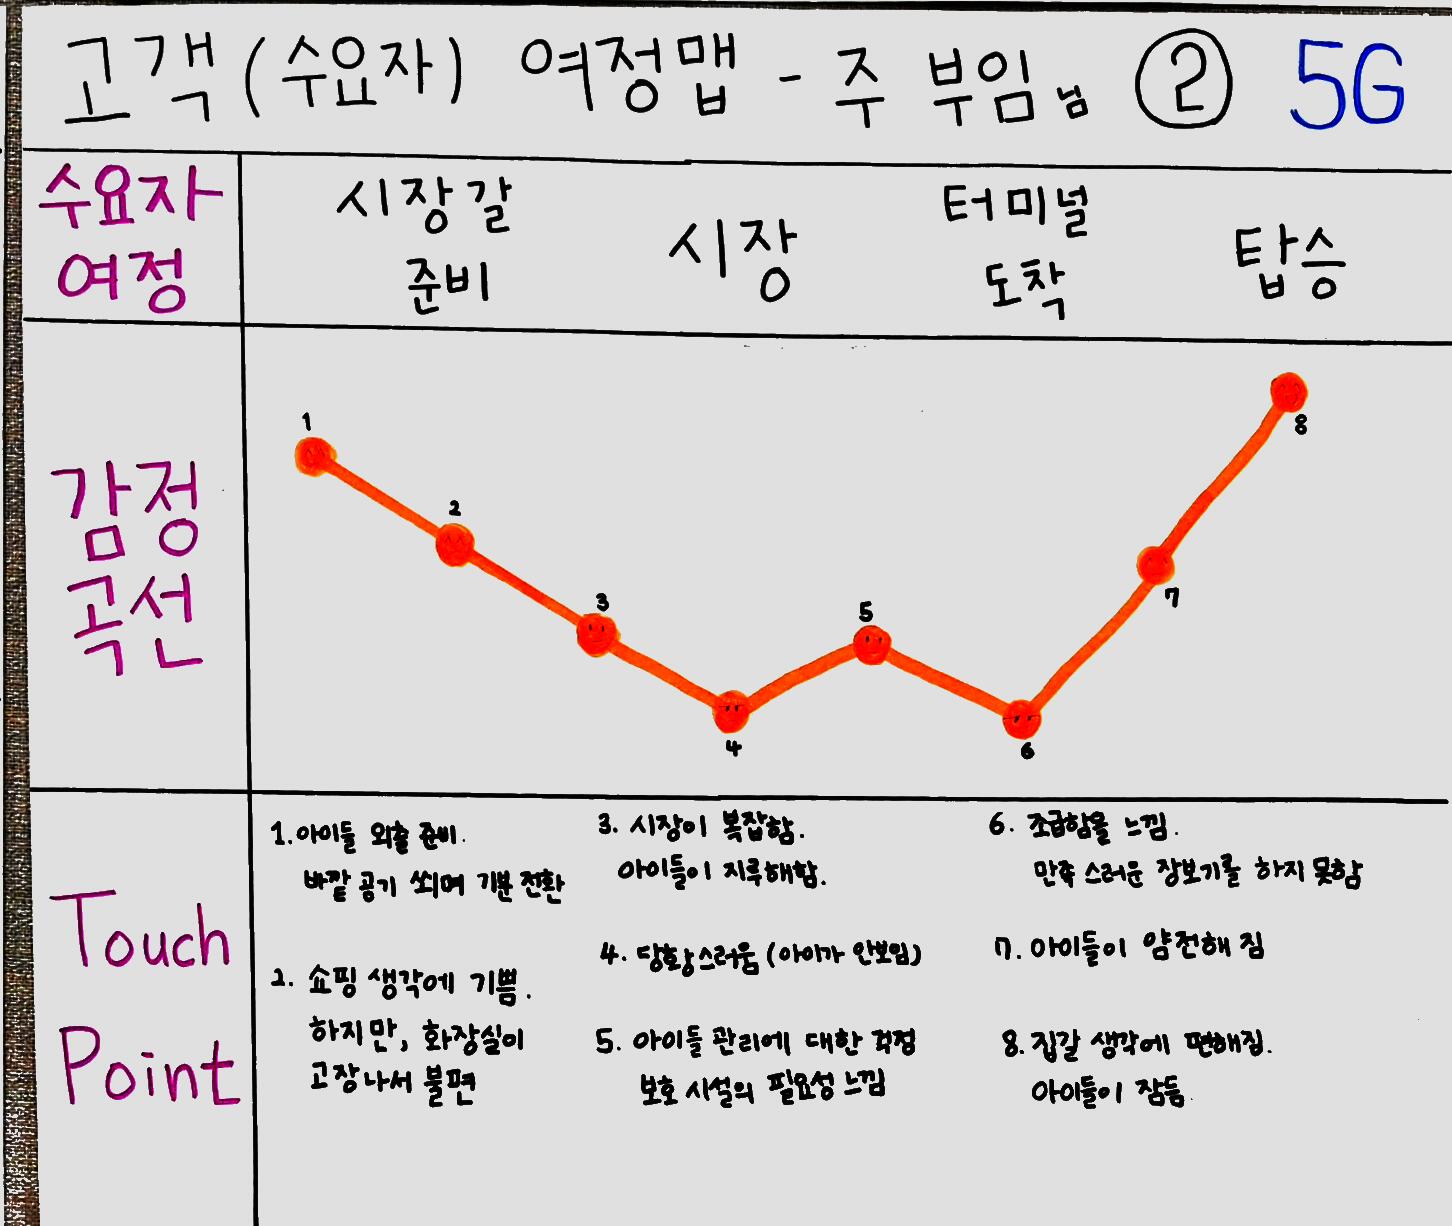 고객(수요자) 여정맵 - 주 부임님 ② 5G
수요자
여정
시장갈
준비
시장
터미널
도착
탑승
감정
곡선
1
2
3
4
5
6
7
8
Touch
Point
1. 아이들 외출 준비.
바깥 공기 쐬며 기분 전환
2. 쇼핑 생각에 기쁨.
하지만, 화장실이
고장나서 불편
3. 시장이 복잡함.
아이들이 지루해함.
4. 당황스러움 (아이가 안보임)
5. 아이들 관리에 대한 걱정
보호 시설의 필요성 느낌
6. 조급함을 느낌.
만족스러운 장보기를 하지 못함
7. 아이들이 얌전해 짐
8. 집갈 생각에 편해짐.
아이들이 잠듬.